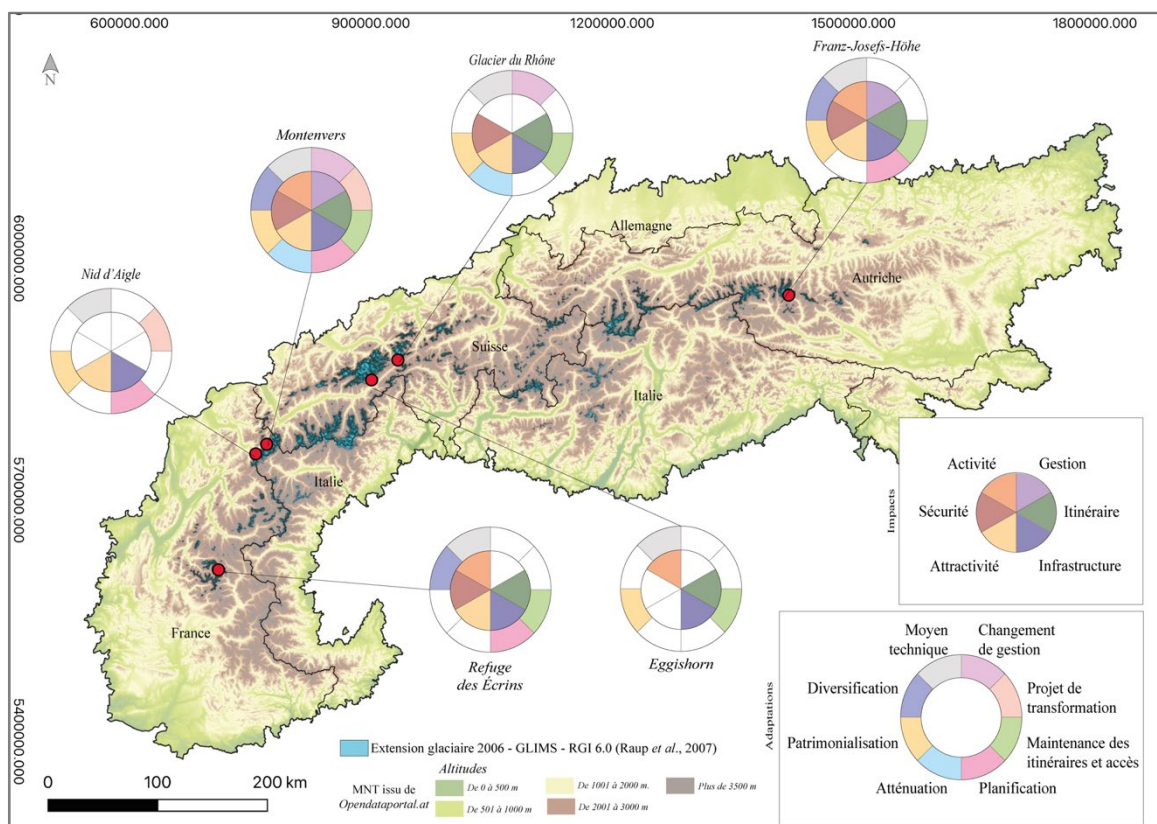 600000.000 900000.000 1200000.000 1500000.000 1800000.000
N
Glacier du Rhône
Franz-Josefs-Höhe
Montenvers
Nid d'Aigle
Allemagne
Autriche
Suisse
Italie
Italie
France
Refuge
des Écrins
Eggishorn
6000000.000
5700000.000
5400000.000
Impacts
Activité
Gestion
Sécurité
Itinéraire
Attractivité
Infrastructure
Adaptations
Moyen
technique
Changement
de gestion
Diversification
Projet de
transformation
Patrimonialisation
Maintenance des
itinéraires et accès
Atténuation
Planification
Extension glaciaire 2006 - GLIMS - RGI 6.0 (Raup et al., 2007)
Altitudes
MNT issu de
Opendataportal.at
De 0 à 500 m
De 501 à 1000 m
De 1001 à 2000 m.
De 2001 à 3000 m
Plus de 3500 m
0 100 200 km